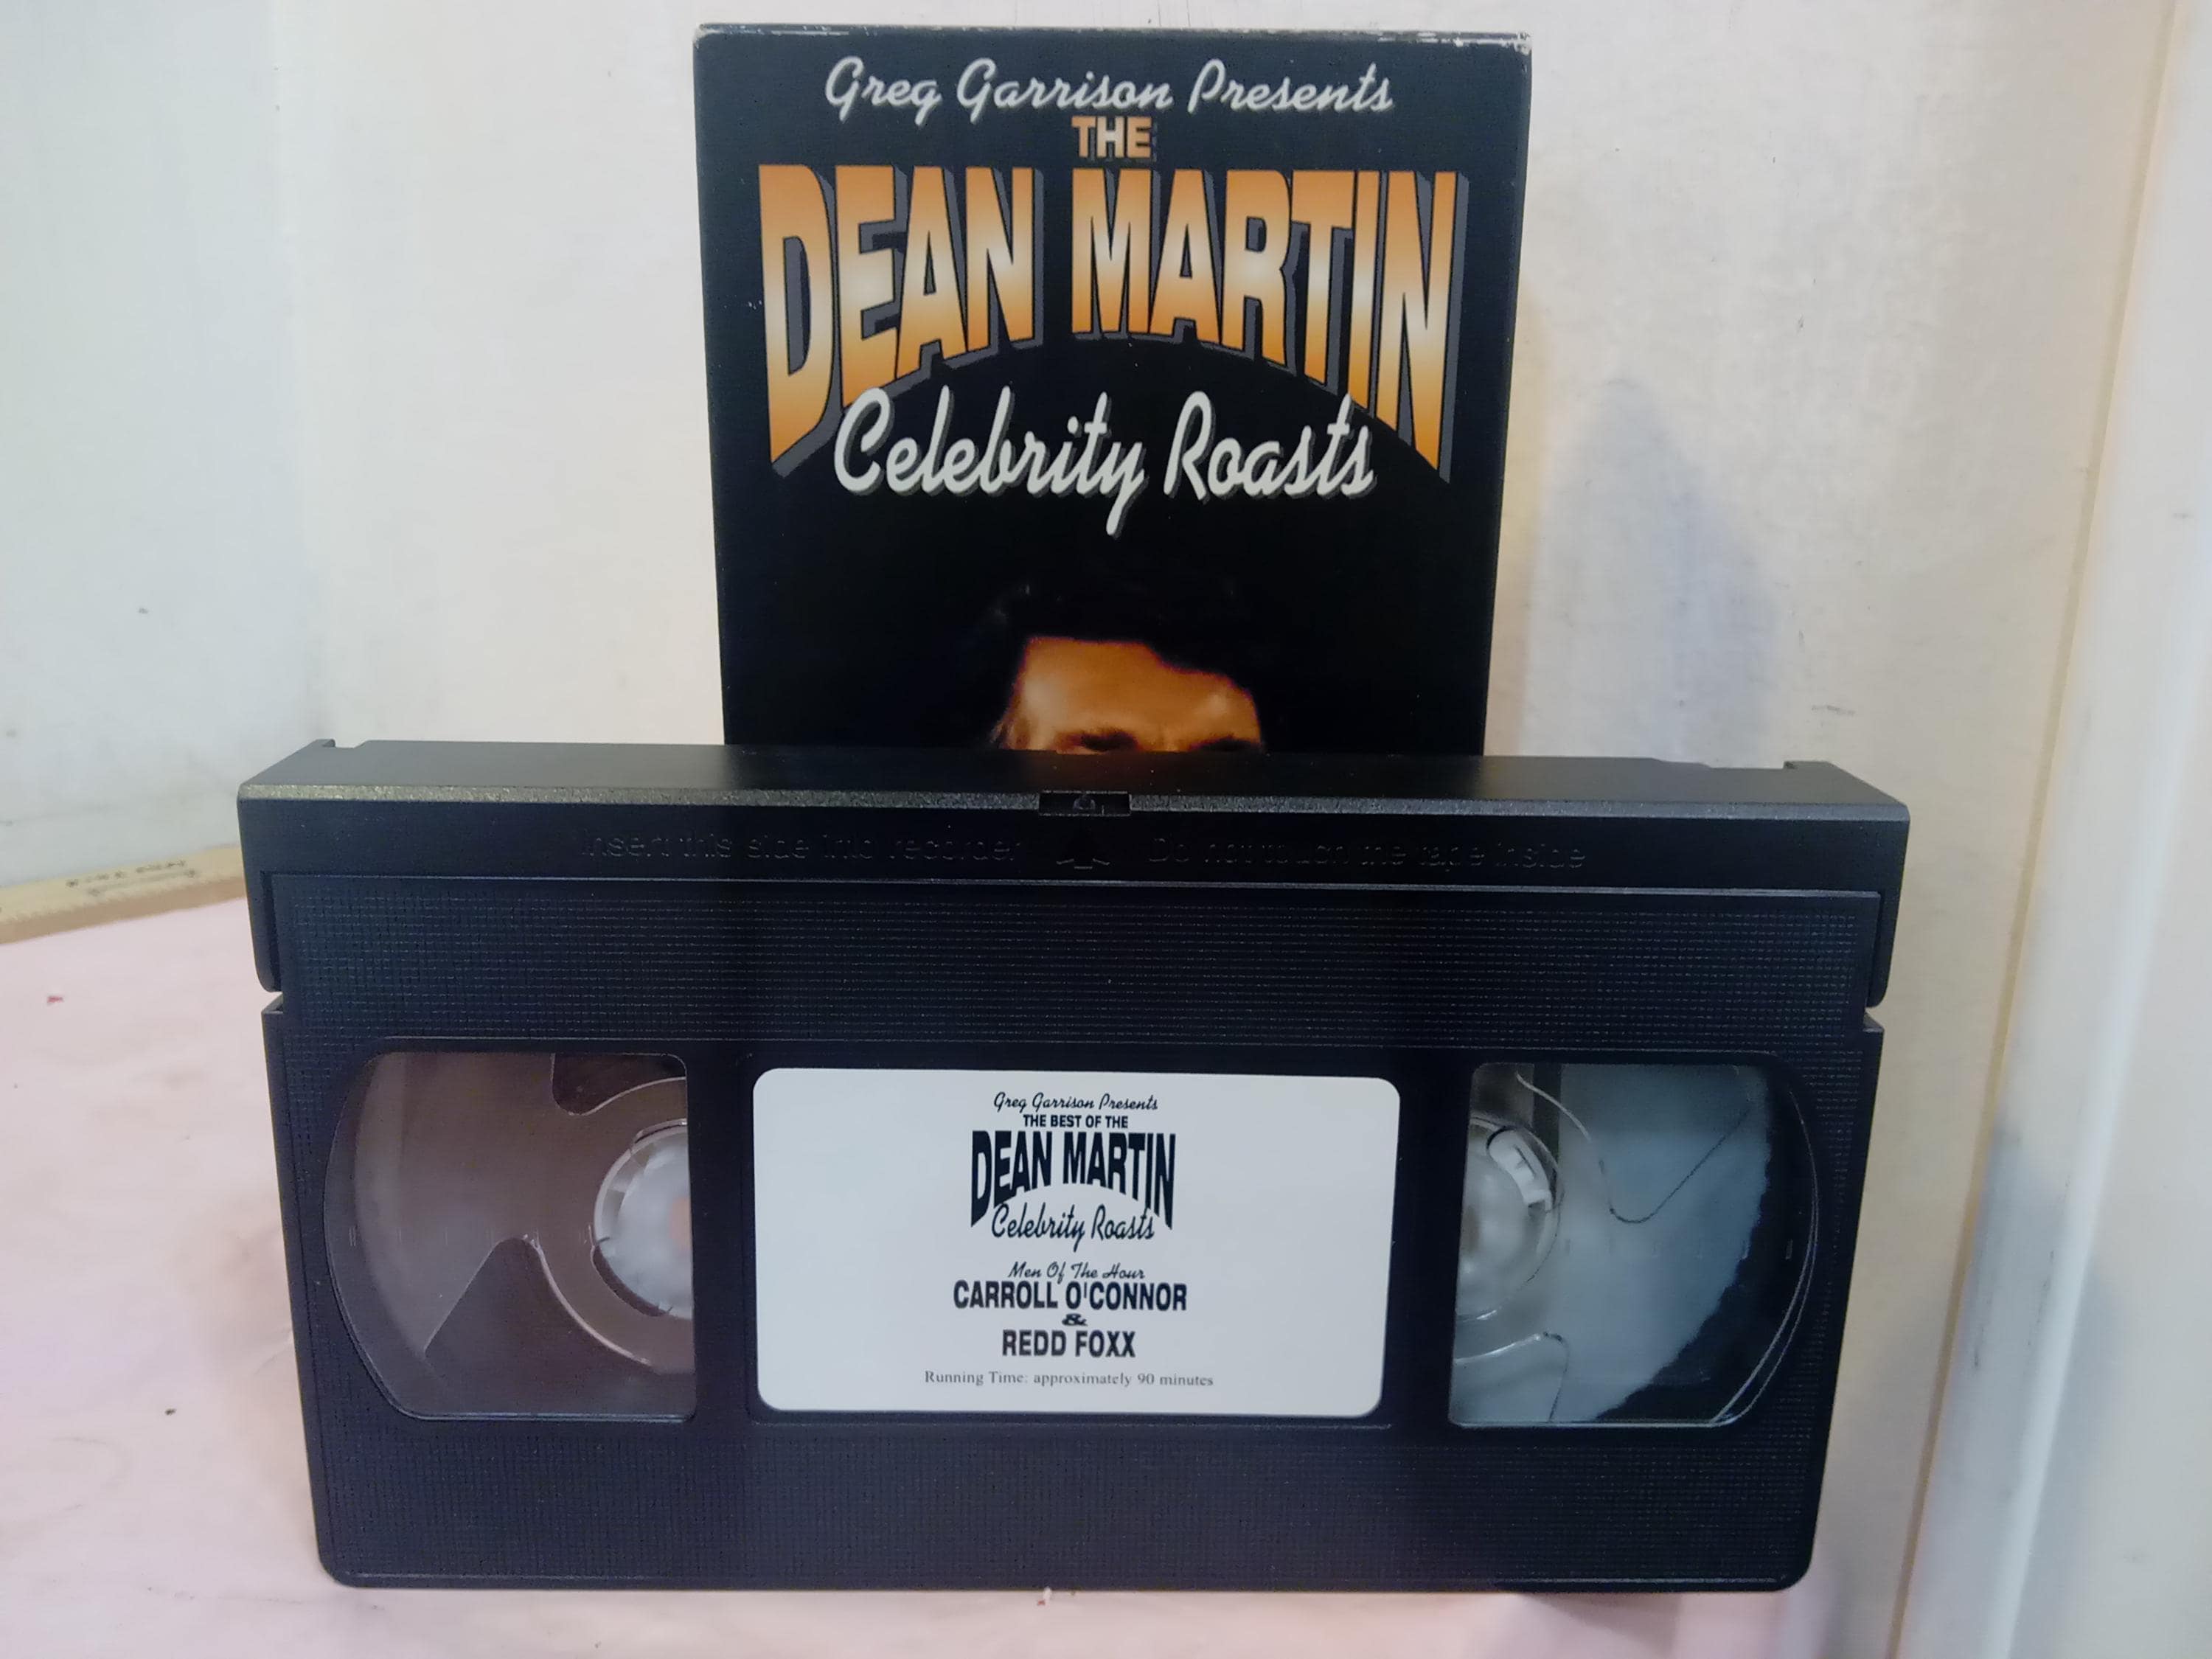 Greg Garrison Presents
THE
DEAN MARTIN
Celebrity Roasts
Insert this side into recorder Do not touch the tape inside
Greg Garrison Presents
THE BEST OF THE
DEAN MARTIN
Celebrity Roasts
Men Of The Hour
CARROLL O'CONNOR
&
REDD FOXX
Running Time: approximately 90 minutes